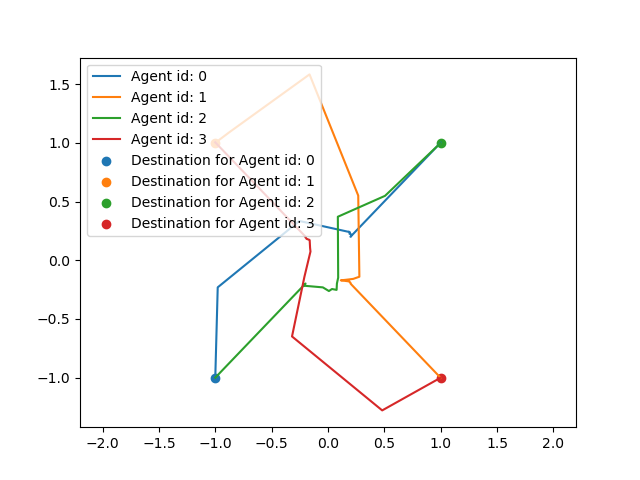 Agent id: 0
Agent id: 1
Agent id: 2
Agent id: 3
Destination for Agent id: 0
Destination for Agent id: 1
Destination for Agent id: 2
Destination for Agent id: 3
1.5
1.0
0.5
0.0
−0.5
−1.0
−2.0 −1.5 −1.0 −0.5 0.0 0.5 1.0 1.5 2.0